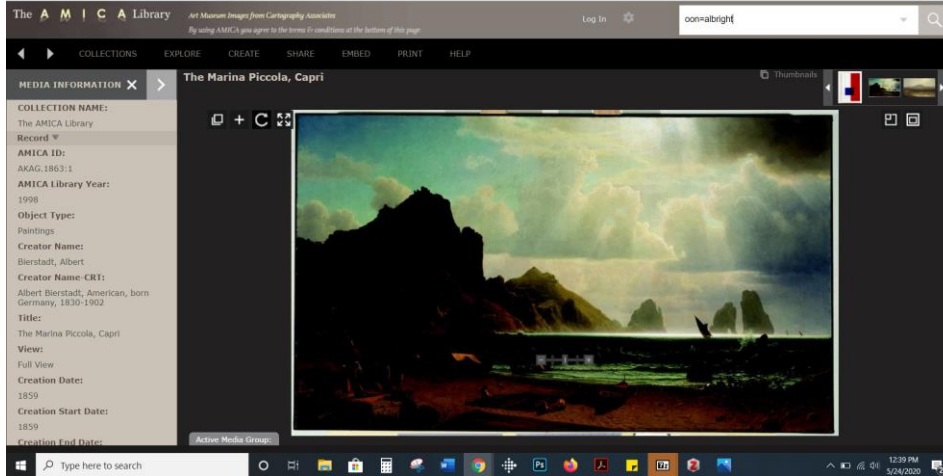 The AMICA Library
Art Museum Images from Cartography Associates
By using AMICA you agree to the terms & conditions at the bottom of this page
Log In
oon=albright
COLLECTIONS EXPLORE CREATE SHARE EMBED PRINT HELP
MEDIA INFORMATION
The Marina Piccola, Capri
Thumbnails
COLLECTION NAME:
The AMICA Library
Record
AMICA ID:
AKAG.1863:1
AMICA Library Year:
1998
Object Type:
Paintings
Creator Name:
Bierstadt, Albert
Creator Name-CRT:
Albert Bierstadt, American, born
Germany, 1830-1902
Title:
The Marina Piccola, Capri
View:
Full View
Creation Date:
1859
Creation Start Date:
1859
Creation End Date:
Active Media Group:
Type here to search
Ps
12:39 PM
5/24/2020